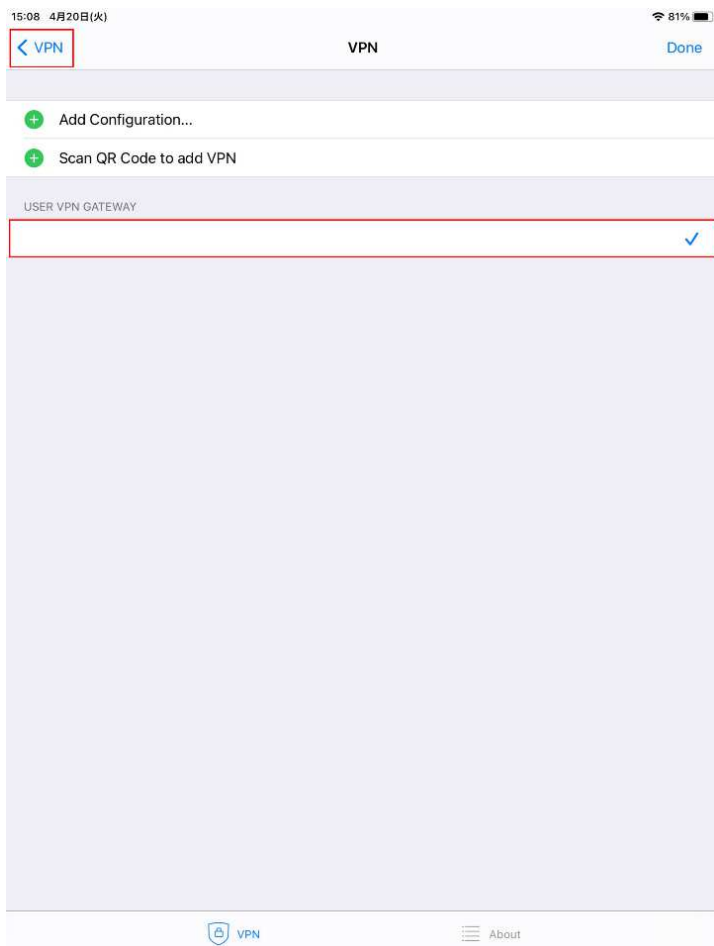 15:08 4月20日(火) 81%
VPN VPN Done
Add Configuration...
Scan QR Code to add VPN
USER VPN GATEWAY
VPN About